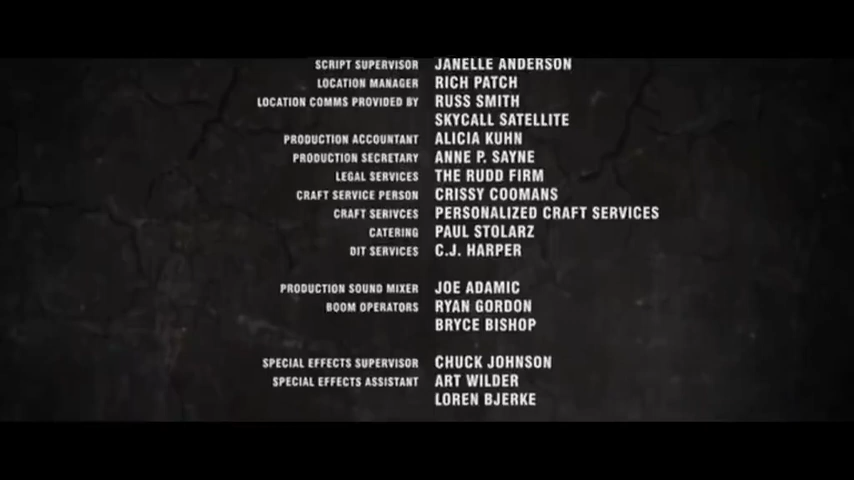 SCRIPT SUPERVISOR JANELLE ANDERSON
LOCATION MANAGER RICH PATCH
LOCATION COMMS PROVIDED BY RUSS SMITH
SKYCALL SATELLITE
PRODUCTION ACCOUNTANT ALICIA KUHN
PRODUCTION SECRETARY ANNE P. SAYNE
LEGAL SERVICES THE RUDD FIRM
CRAFT SERVICE PERSON CRISSY COOMANS
CRAFT SERIVCES PERSONALIZED CRAFT SERVICES
CATERING PAUL STOLARZ
DIT SERVICES C.J. HARPER
PRODUCTION SOUND MIXER JOE ADAMIC
BOOM OPERATORS RYAN GORDON
BRYCE BISHOP
SPECIAL EFFECTS SUPERVISOR CHUCK JOHNSON
SPECIAL EFFECTS ASSISTANT ART WILDER
LOREN BJERKE